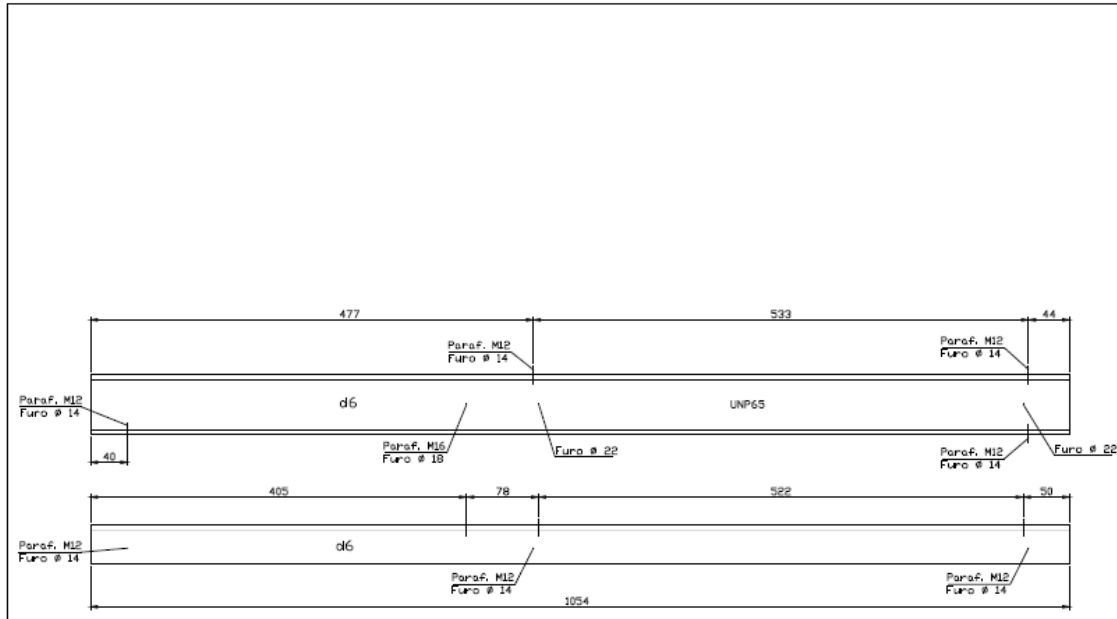 477
533
44
Paraf. M12
Furo Ø 14
Paraf. M12
Furo Ø 14
Paraf. M12
Furo Ø 14
d6
UNP65
Paraf. M16
Furo Ø 18
Furo Ø 22
Paraf. M12
Furo Ø 14
Furo Ø 22
40
405
78
522
50
Paraf. M12
Furo Ø 14
d6
Paraf. M12
Furo Ø 14
Paraf. M12
Furo Ø 14
1054